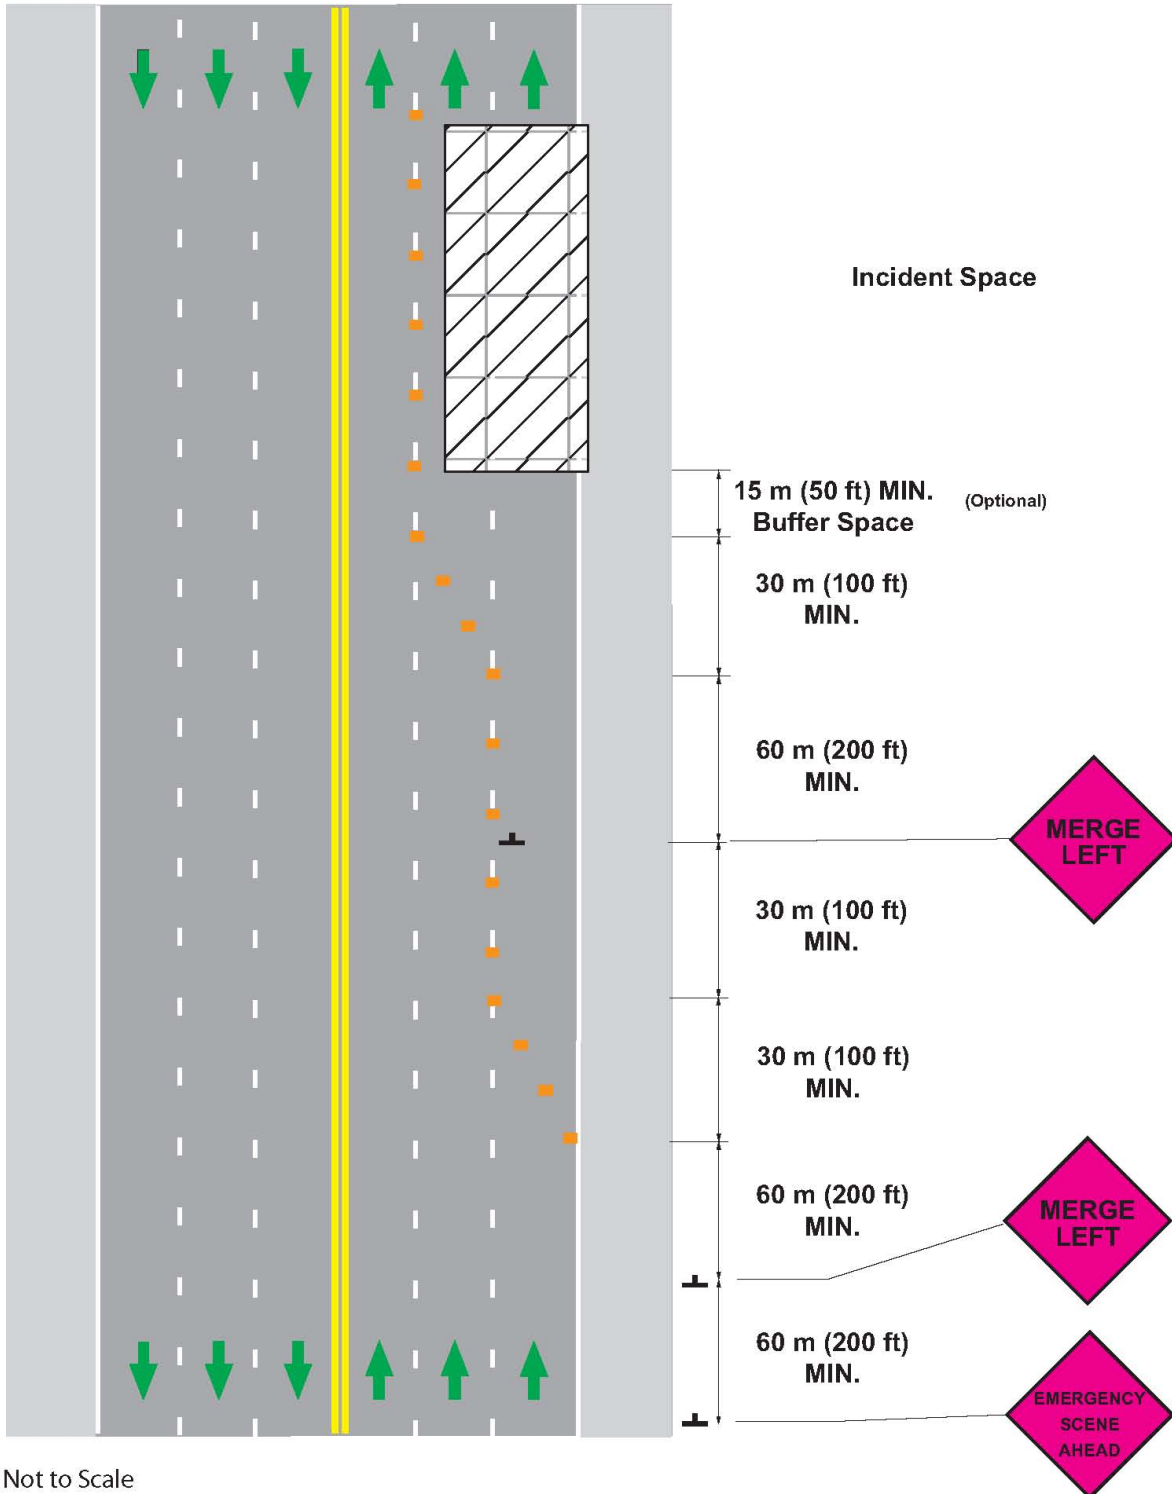 Incident Space
15 m (50 ft) MIN. (Optional)
Buffer Space
30 m (100 ft)
MIN.
60 m (200 ft)
MIN.
MERGE
LEFT
30 m (100 ft)
MIN.
30 m (100 ft)
MIN.
60 m (200 ft)
MIN.
MERGE
LEFT
60 m (200 ft)
MIN.
EMERGENCY
SCENE
AHEAD
Not to Scale